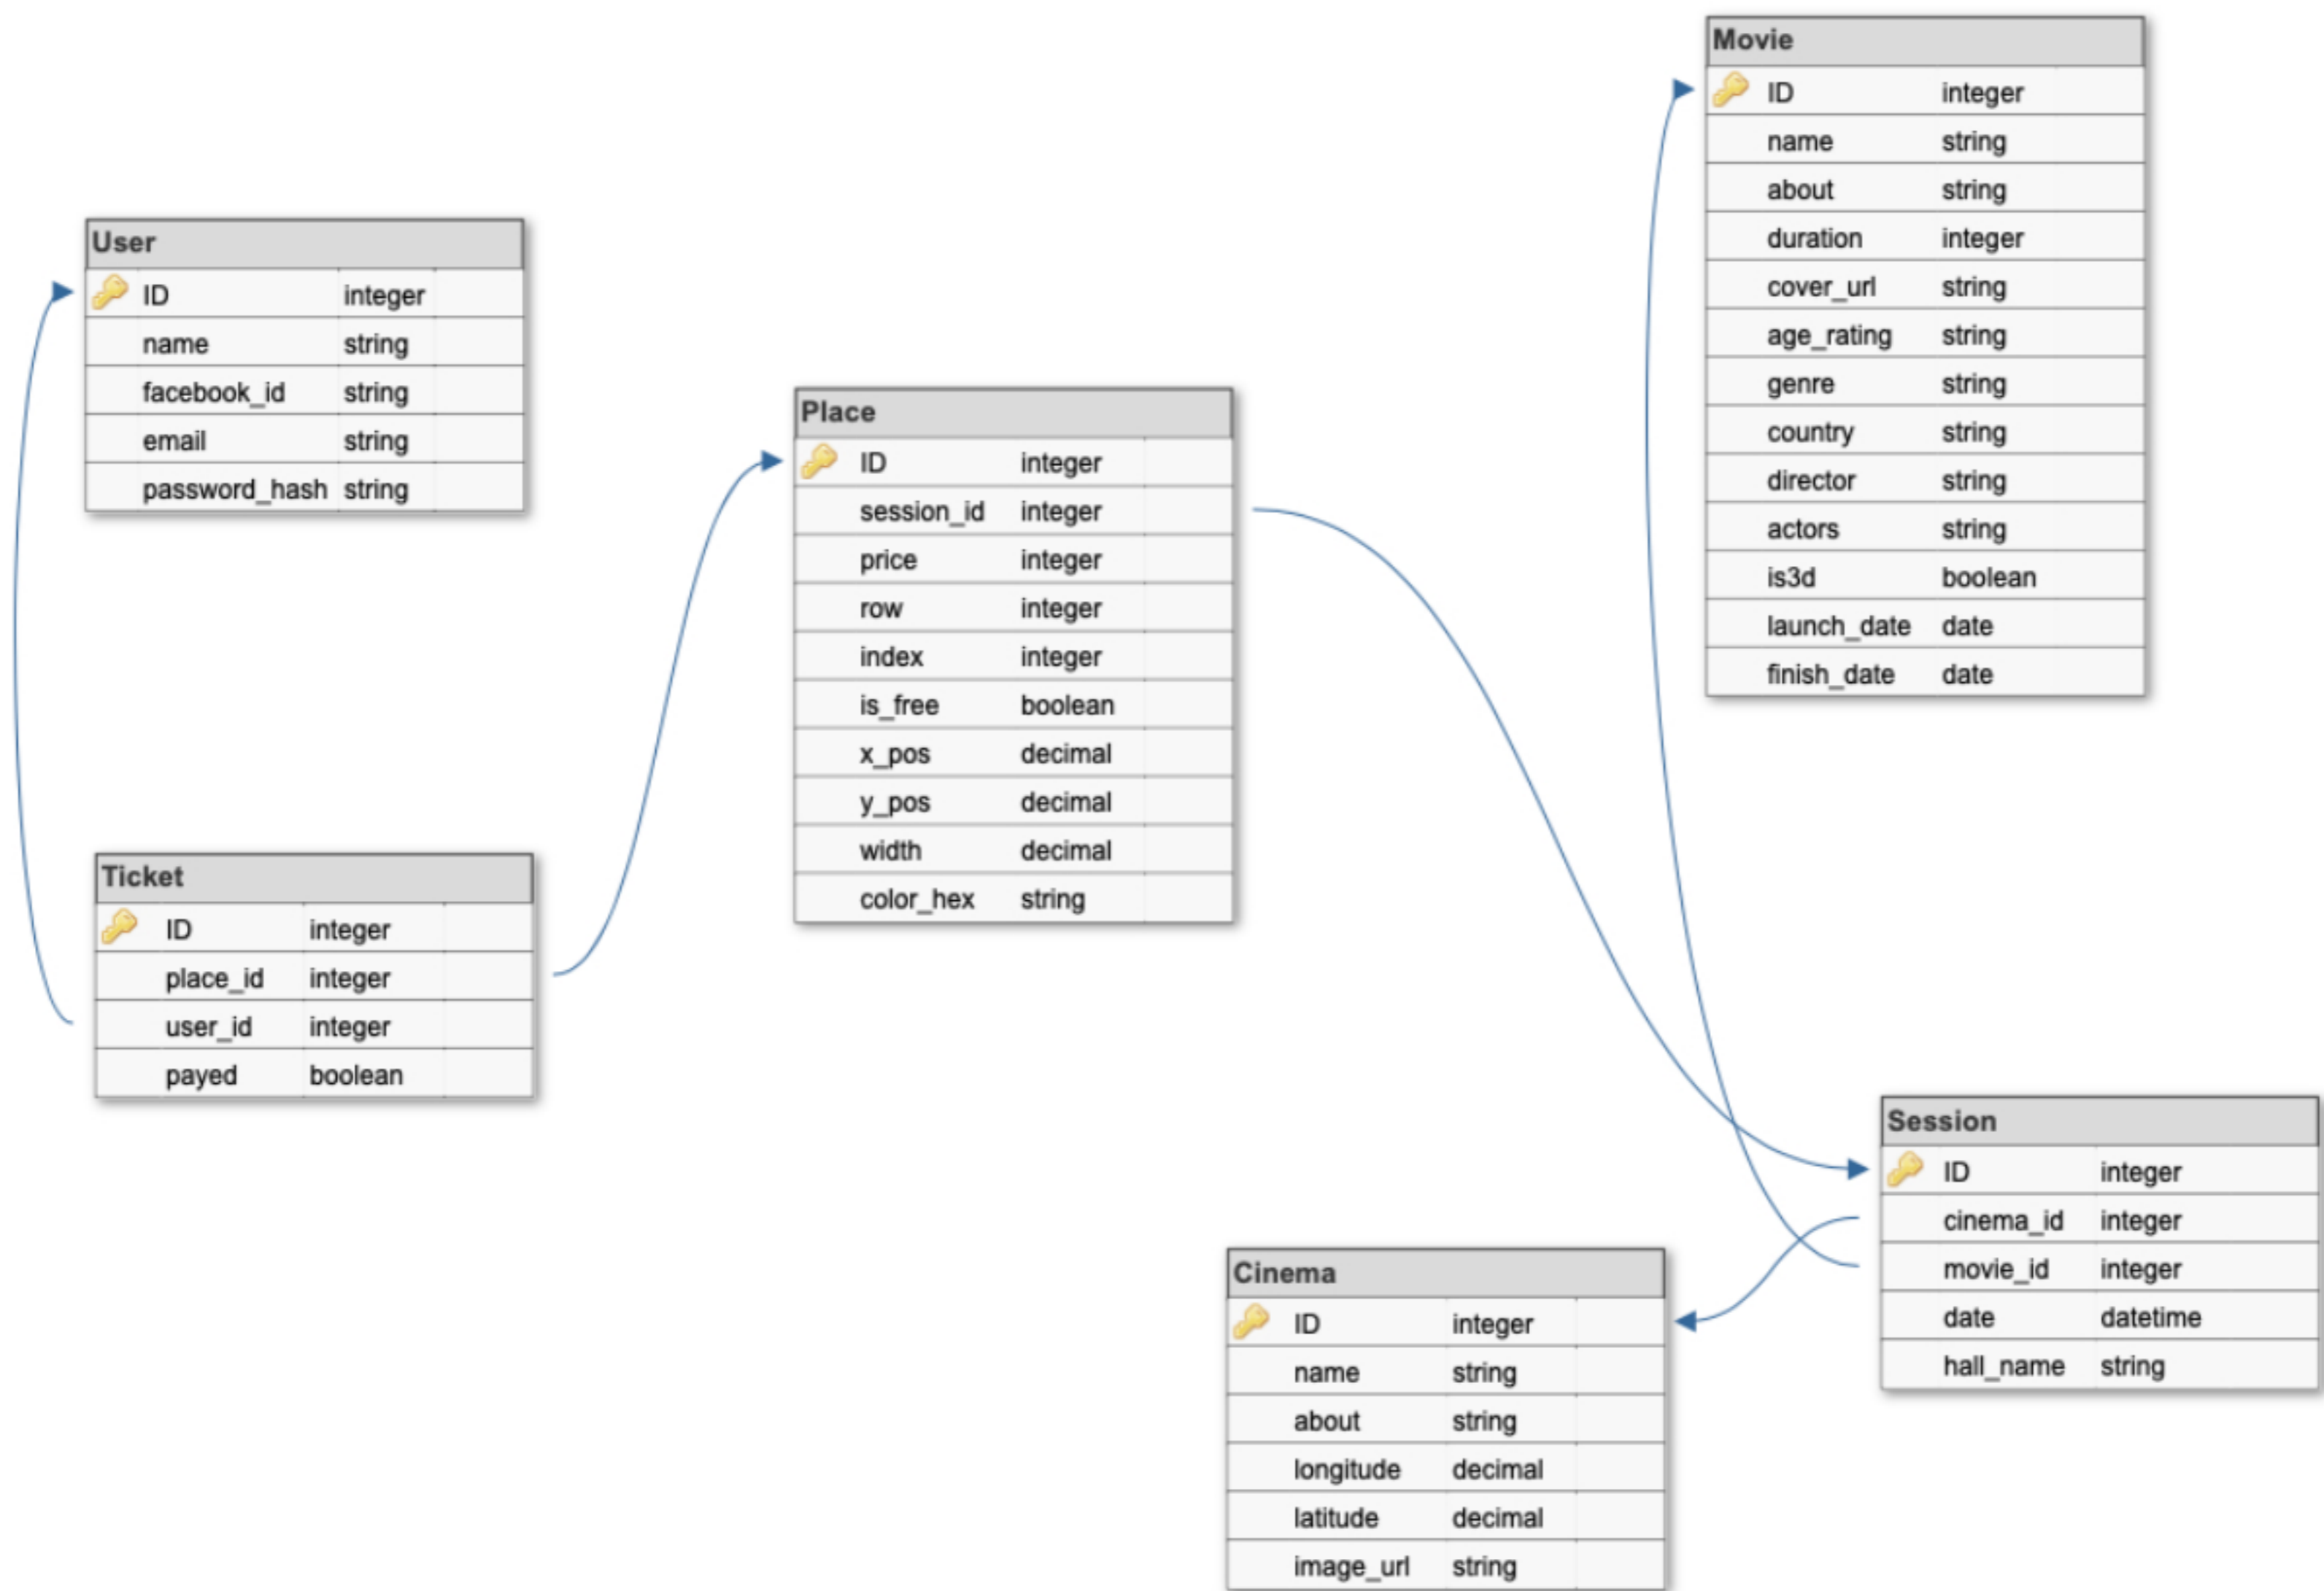 Movie
ID integer
name string
about string
duration integer
cover_url string
age_rating string
genre string
country string
director string
actors string
is3d boolean
launch_date date
finish_date date
User
ID integer
name string
facebook_id string
email string
password_hash string
Place
ID integer
session_id integer
price integer
row integer
index integer
is_free boolean
x_pos decimal
y_pos decimal
width decimal
color_hex string
Ticket
ID integer
place_id integer
user_id integer
payed boolean
Session
ID integer
cinema_id integer
movie_id integer
date datetime
hall_name string
Cinema
ID integer
name string
about string
longitude decimal
latitude decimal
image_url string